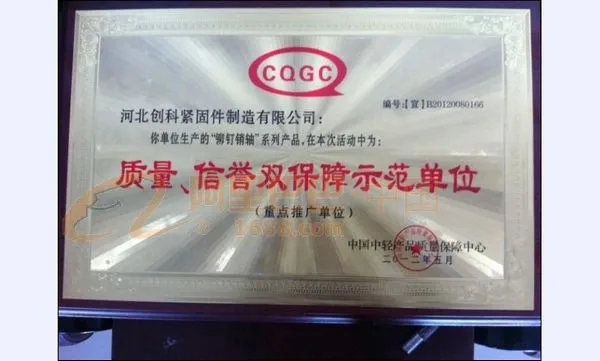 CQGC
编号:【宣】B20120080166
河北创科紧固件制造有限公司:
你单位生产的“铆钉销轴”系列产品,在本次活动中为:
质量、信誉双保障示范单位
(重点推广单位)
中国中轻产品质量保障中心
二〇一二年五月